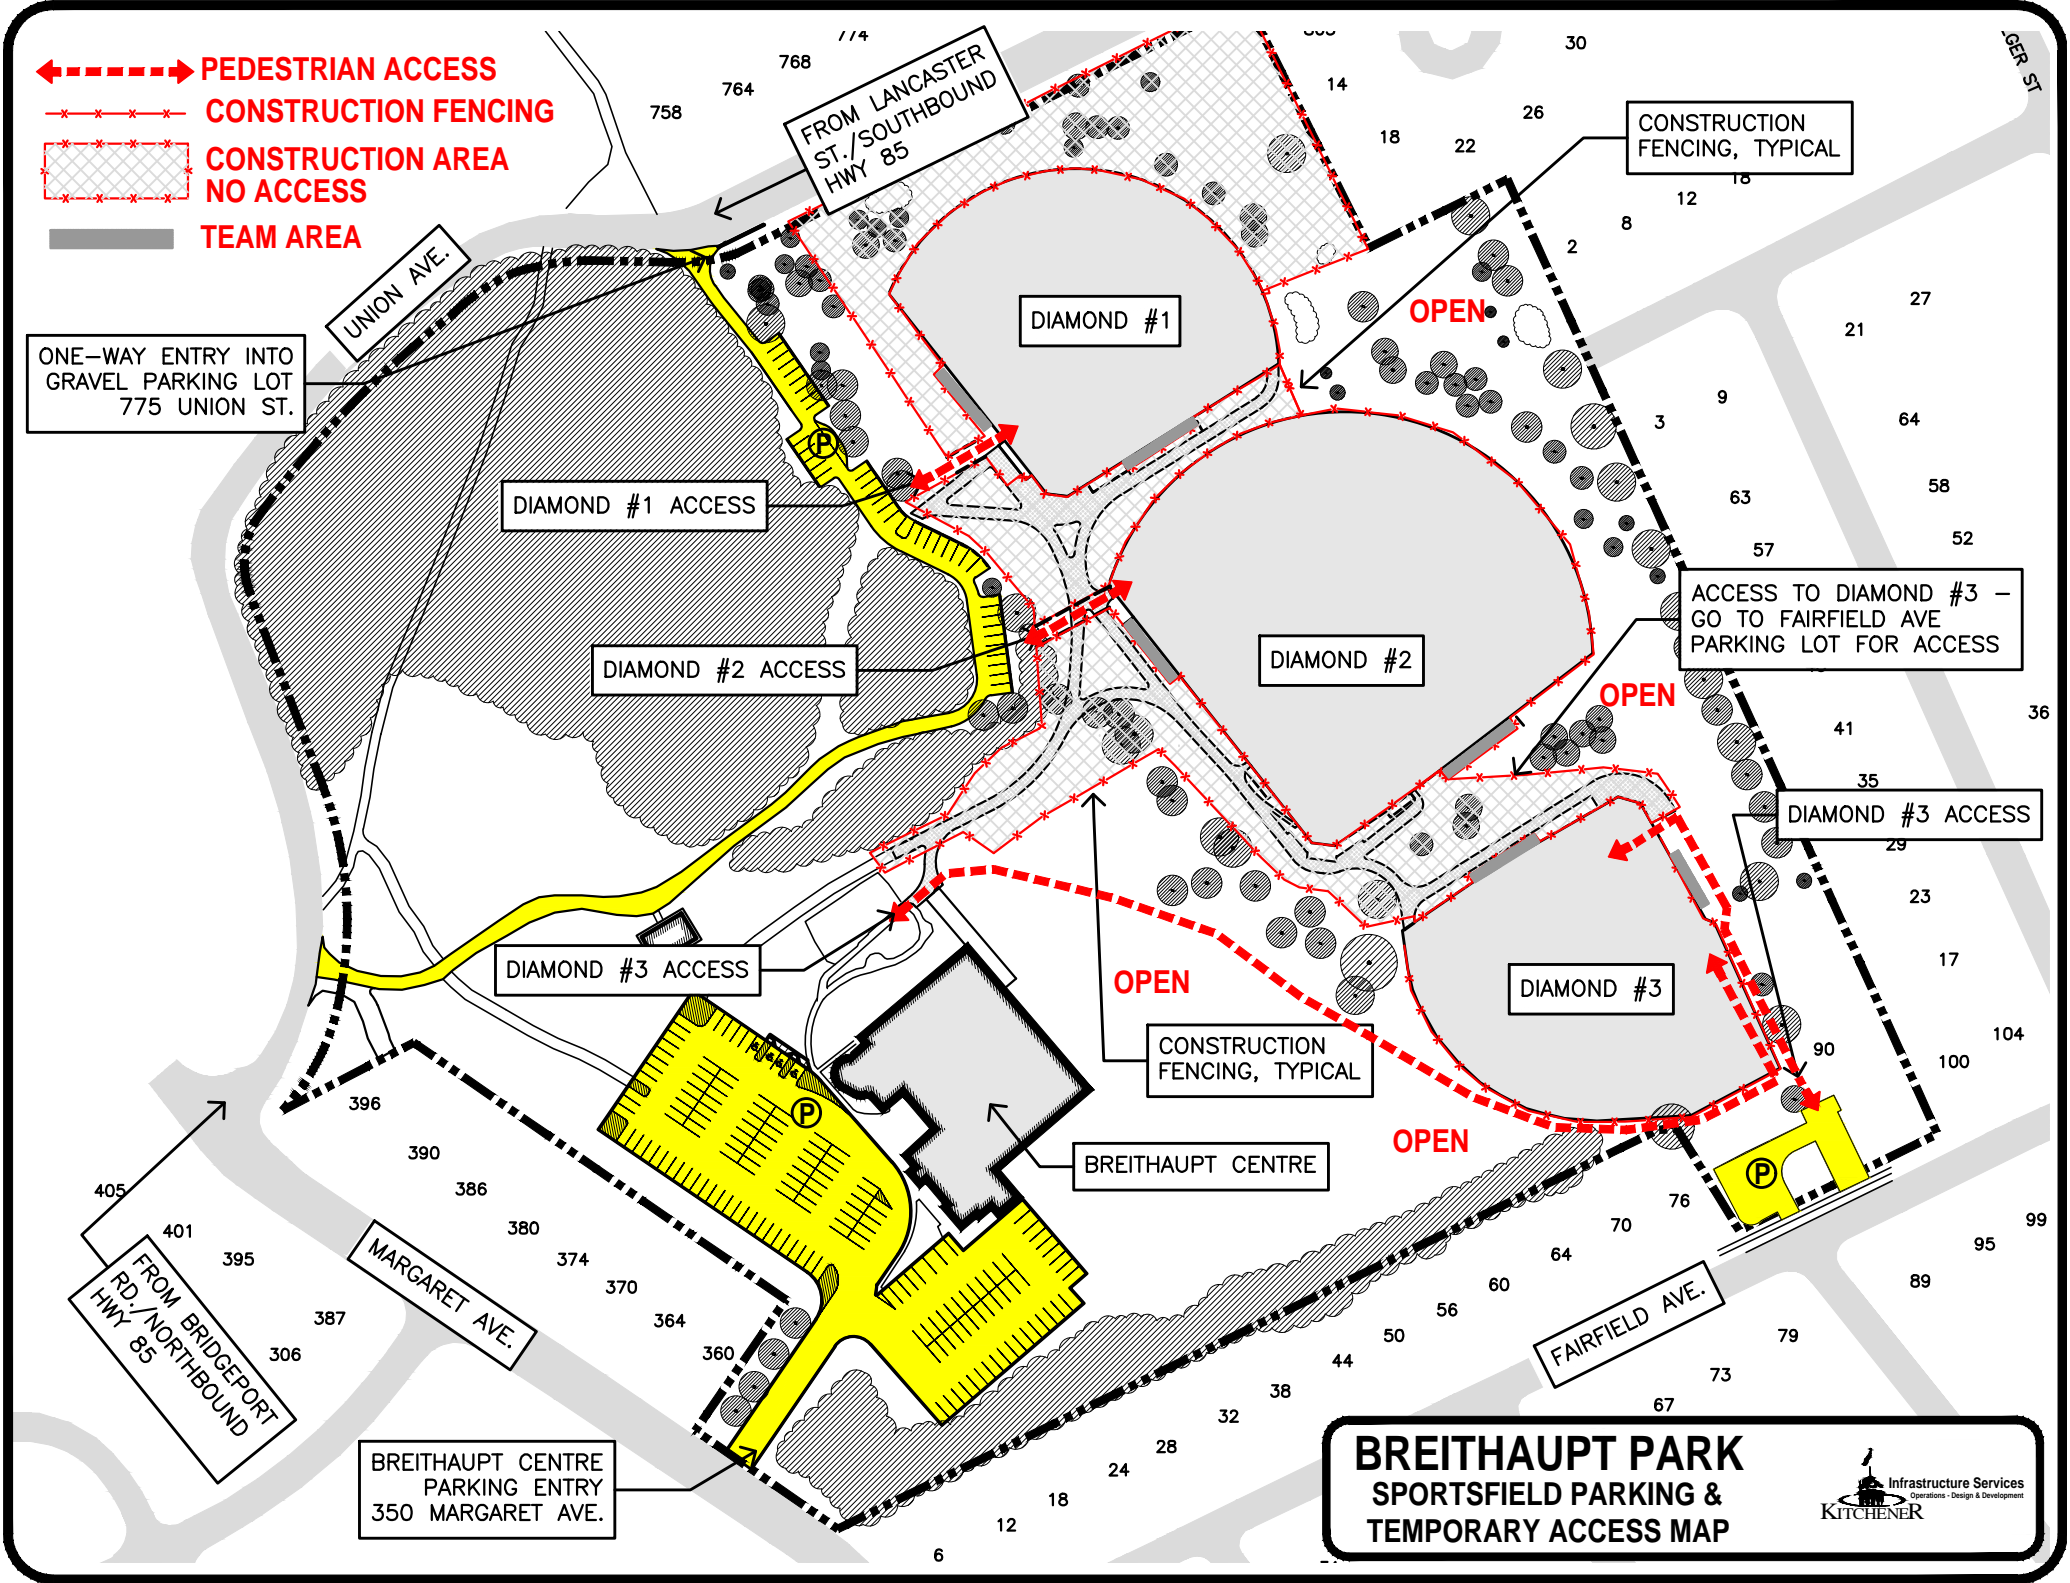 PEDESTRIAN ACCESS
CONSTRUCTION FENCING
CONSTRUCTION AREA
NO ACCESS
TEAM AREA
774
768
764
758
FROM LANCASTER
ST./SOUTHBOUND
HWY 85
30
14
26
18
22
CONSTRUCTION
FENCING, TYPICAL
18
12
8
2
GER ST
UNION AVE.
ONE-WAY ENTRY INTO
GRAVEL PARKING LOT
775 UNION ST.
DIAMOND #1
OPEN
27
21
9
3
64
P
DIAMOND #1 ACCESS
63
58
57
52
ACCESS TO DIAMOND #3 -
GO TO FAIRFIELD AVE
PARKING LOT FOR ACCESS
DIAMOND #2 ACCESS
DIAMOND #2
OPEN
36
41
35
DIAMOND #3 ACCESS
29
23
17
DIAMOND #3 ACCESS
OPEN
DIAMOND #3
CONSTRUCTION
FENCING, TYPICAL
90
104
100
396
P
390
386
380
374
370
364
360
BREITHAUPT CENTRE
OPEN
P
76
70
64
60
56
50
44
38
32
28
24
18
12
6
99
95
89
79
73
67
405
401
395
387
306
FROM BRIDGEPORT
RD./NORTHBOUND
HWY 85
MARGARET AVE.
FAIRFIELD AVE.
BREITHAUPT CENTRE
PARKING ENTRY
350 MARGARET AVE.
BREITHAUPT PARK
SPORTSFIELD PARKING &
TEMPORARY ACCESS MAP
KITCHENER
Infrastructure Services
Operations - Design & Development